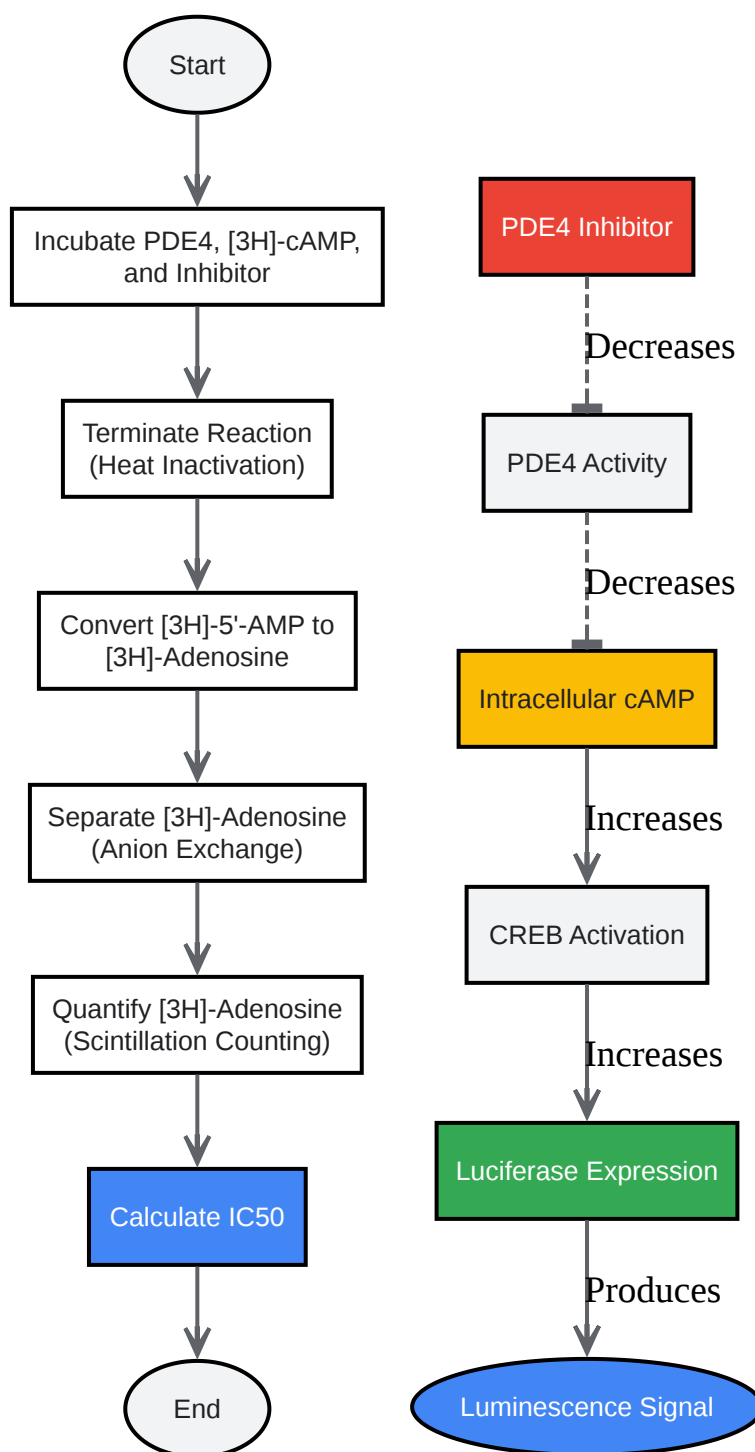 Start
Incubate PDE4, [3H]-cAMP,
and Inhibitor
Terminate Reaction
(Heat Inactivation)
Convert [3H]-5'-AMP to
[3H]-Adenosine
Separate [3H]-Adenosine
(Anion Exchange)
Quantify [3H]-Adenosine
(Scintillation Counting)
Calculate IC50
End
PDE4 Inhibitor
Decreases
PDE4 Activity
Decreases
Intracellular cAMP
Increases
CREB Activation
Increases
Luciferase Expression
Produces
Luminescence Signal